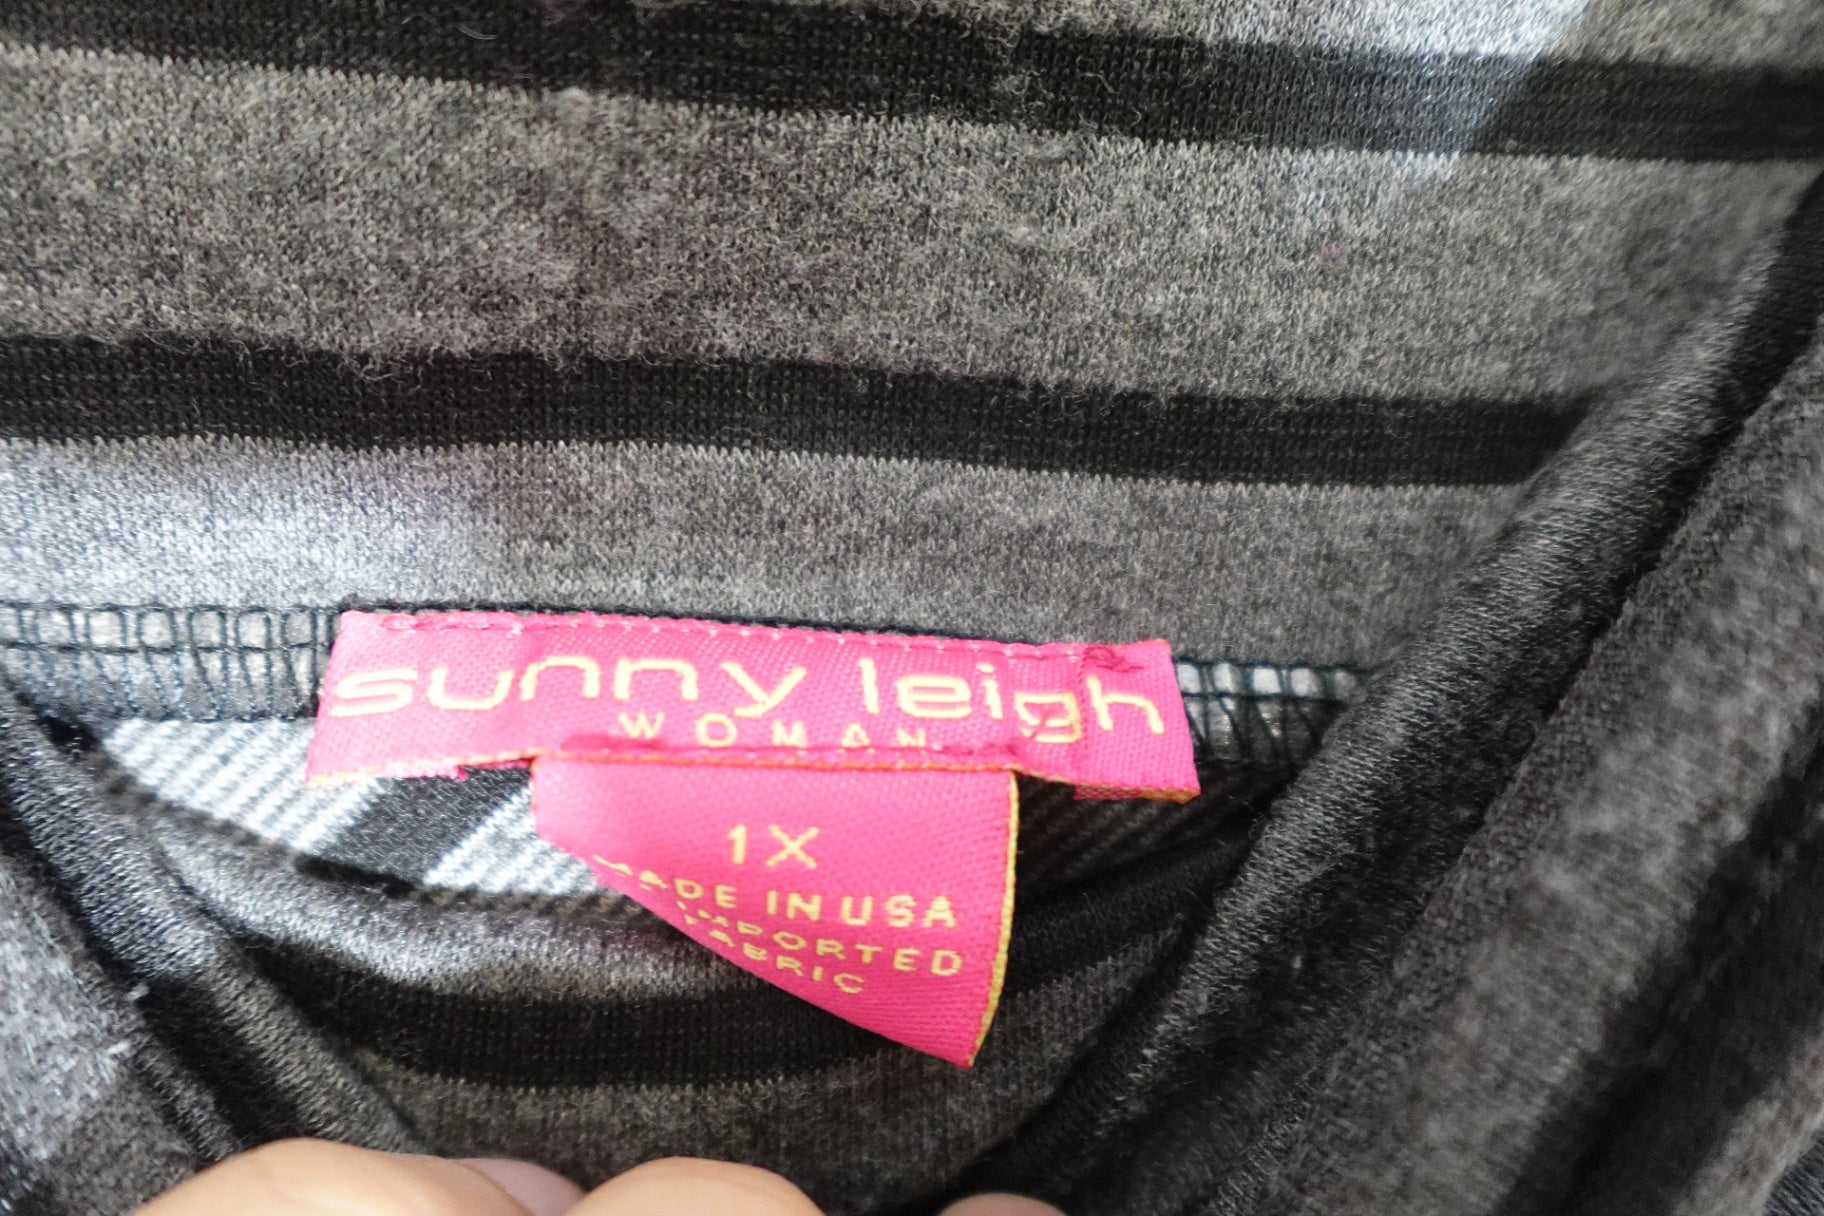 sunny leigh
WOMAN
1X
MADE IN USA
IMPORTED
FABRIC